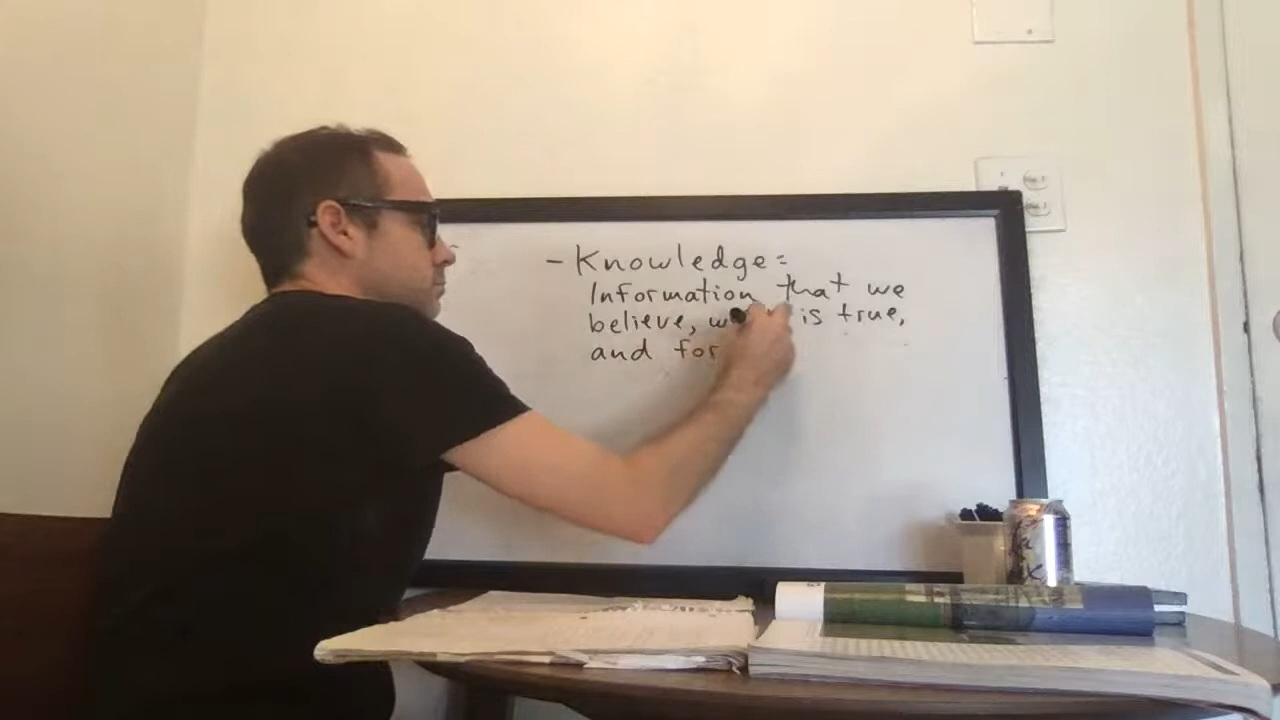 - Knowledge =
Information that we
believe, is true,
and for